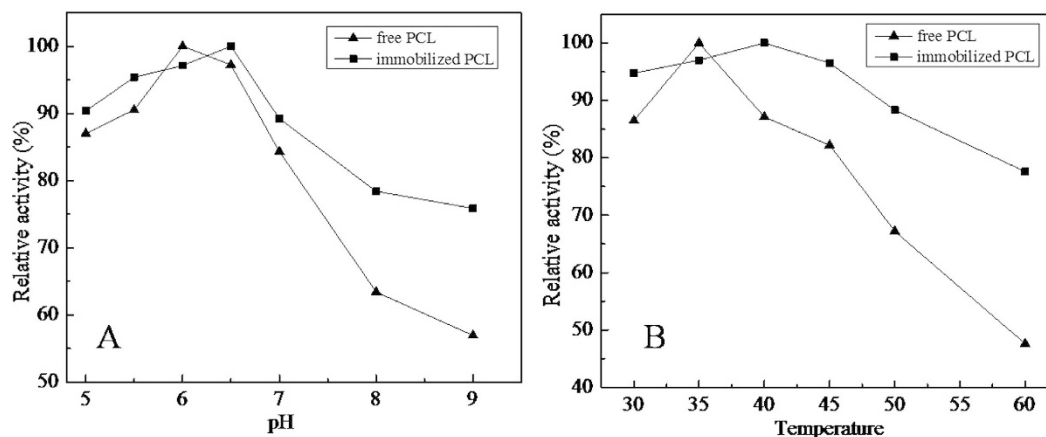 free PCL
immobilized PCL
Relative activity (%)
100
90
80
70
60
50
A
5 6 7 8 9
pH
free PCL
immobilized PCL
Relative activity (%)
100
90
80
70
60
50
40
B
30 35 40 45 50 55 60
Temperature